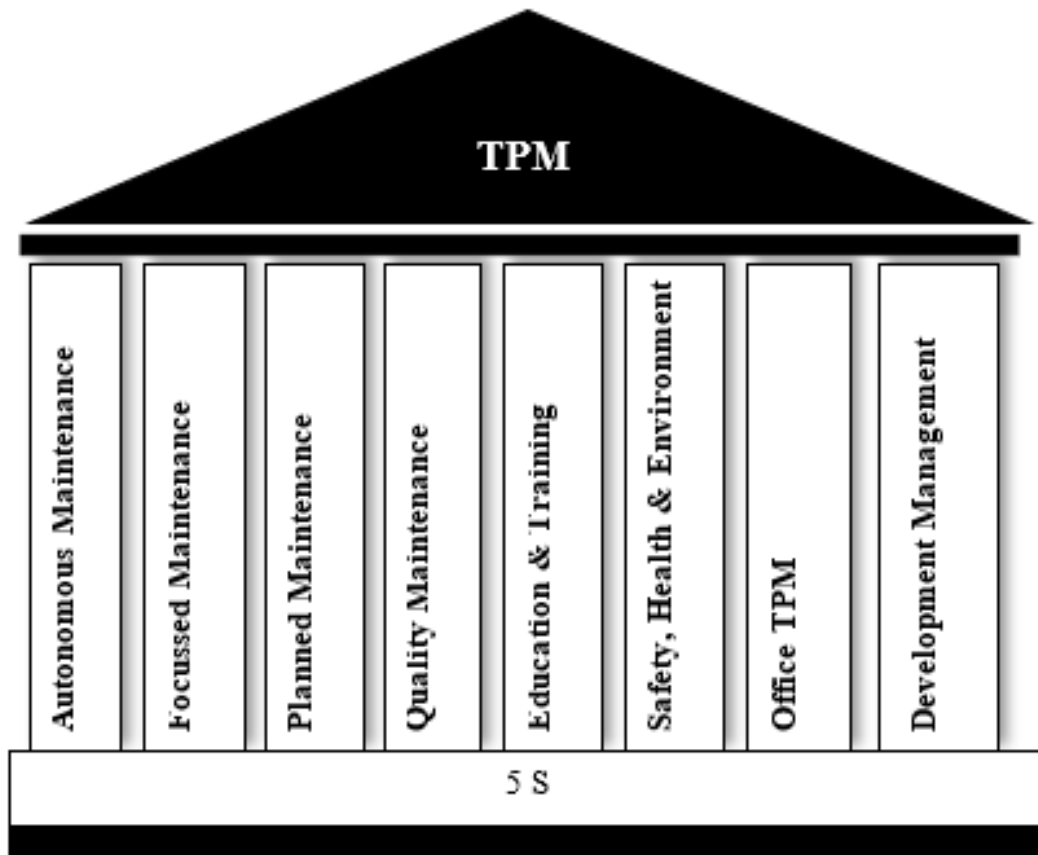 TPM
Autonomous Maintenance
Focussed Maintenance
Planned Maintenance
Quality Maintenance
Education & Training
Safety, Health & Environment
Office TPM
Development Management
5 S